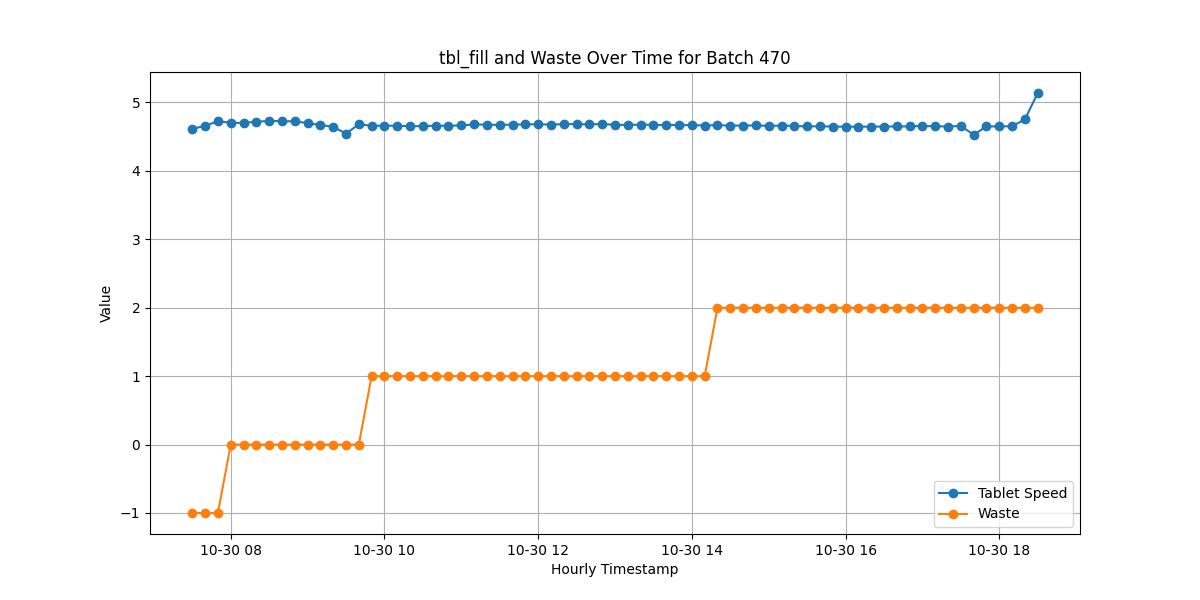 tbl_fill and Waste Over Time for Batch 470
5
4
3
2
1
0
−1
Value
Tablet Speed
Waste
10-30 08 10-30 10 10-30 12 10-30 14 10-30 16 10-30 18
Hourly Timestamp